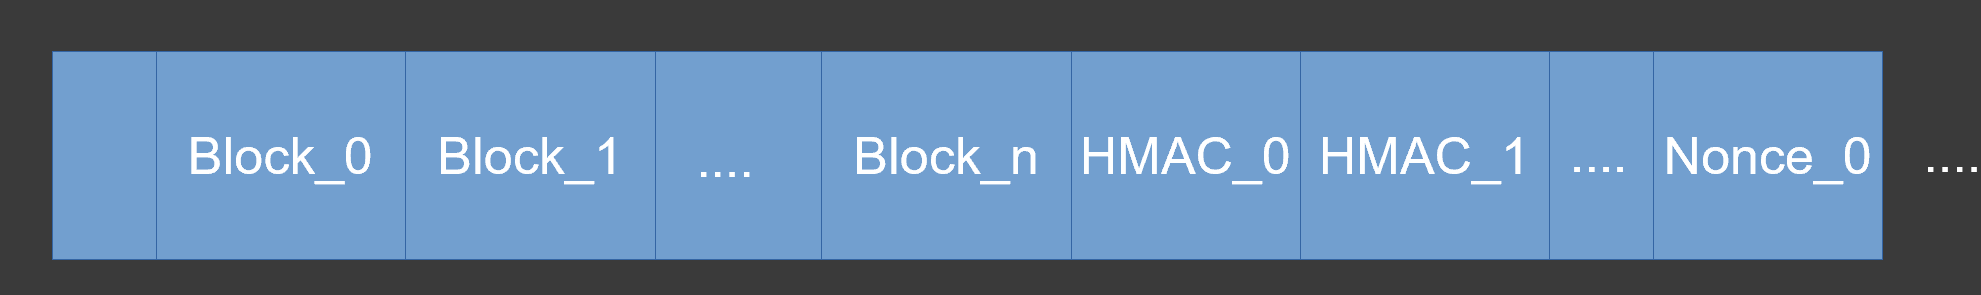 Block_0 Block_1 .... Block_n HMAC_0 HMAC_1 .... Nonce_0 ....